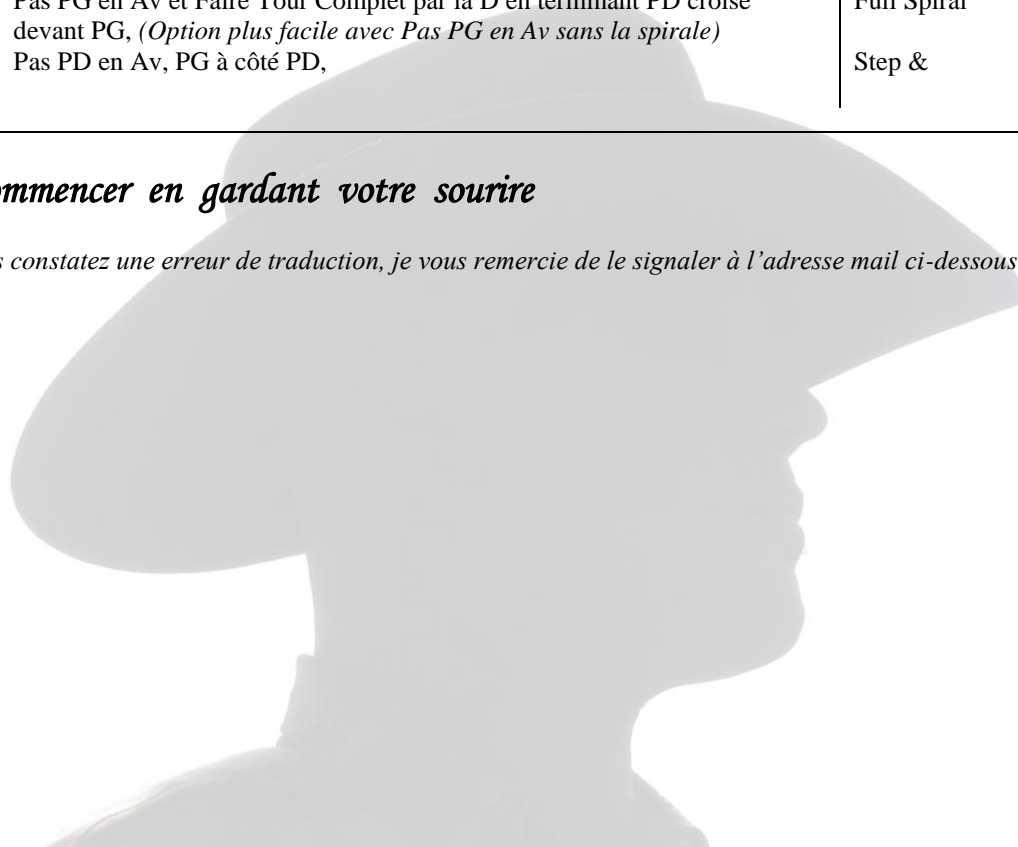 Pas PG en Av et Faire Tour Complet par la D en terminant PD croisé Full Spiral
devant PG, (Option plus facile avec Pas PG en Av sans la spirale)
Pas PD en Av, PG à côté PD, Step &
ommencer en gardant votre sourire
s constatez une erreur de traduction, je vous remercie de le signaler à l’adresse mail ci-dessous